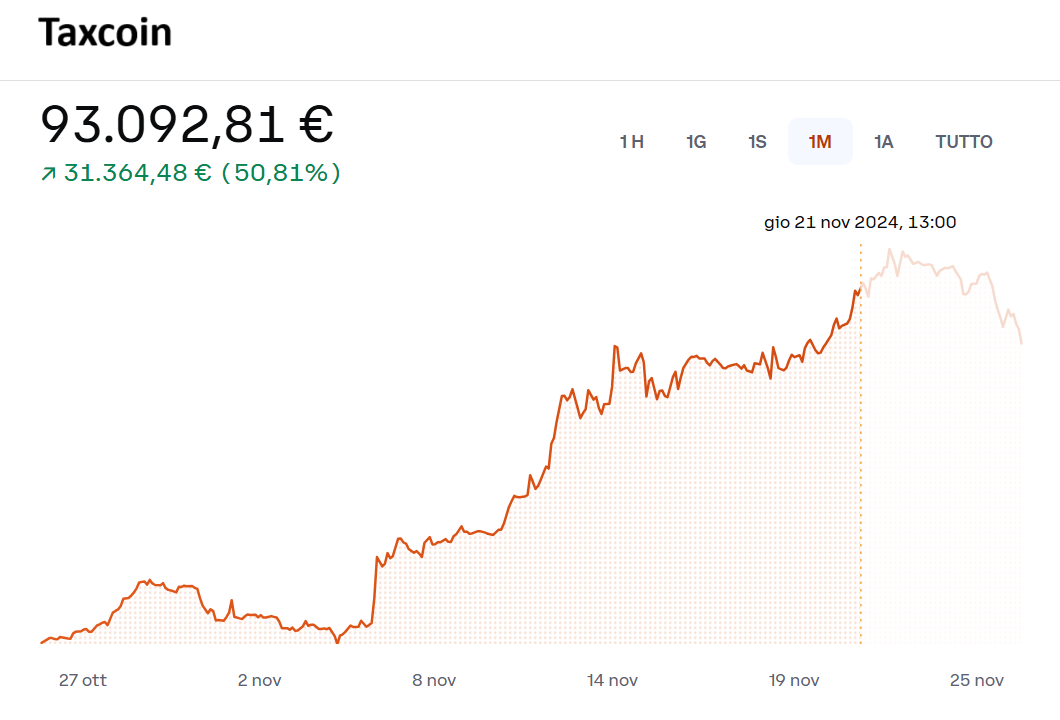 Taxcoin
93.092,81 €
↗ 31.364,48 € (50,81%)
1H 1G 1S 1M 1A TUTTO
gio 21 nov 2024, 13:00
27 ott 2 nov 8 nov 14 nov 19 nov 25 nov